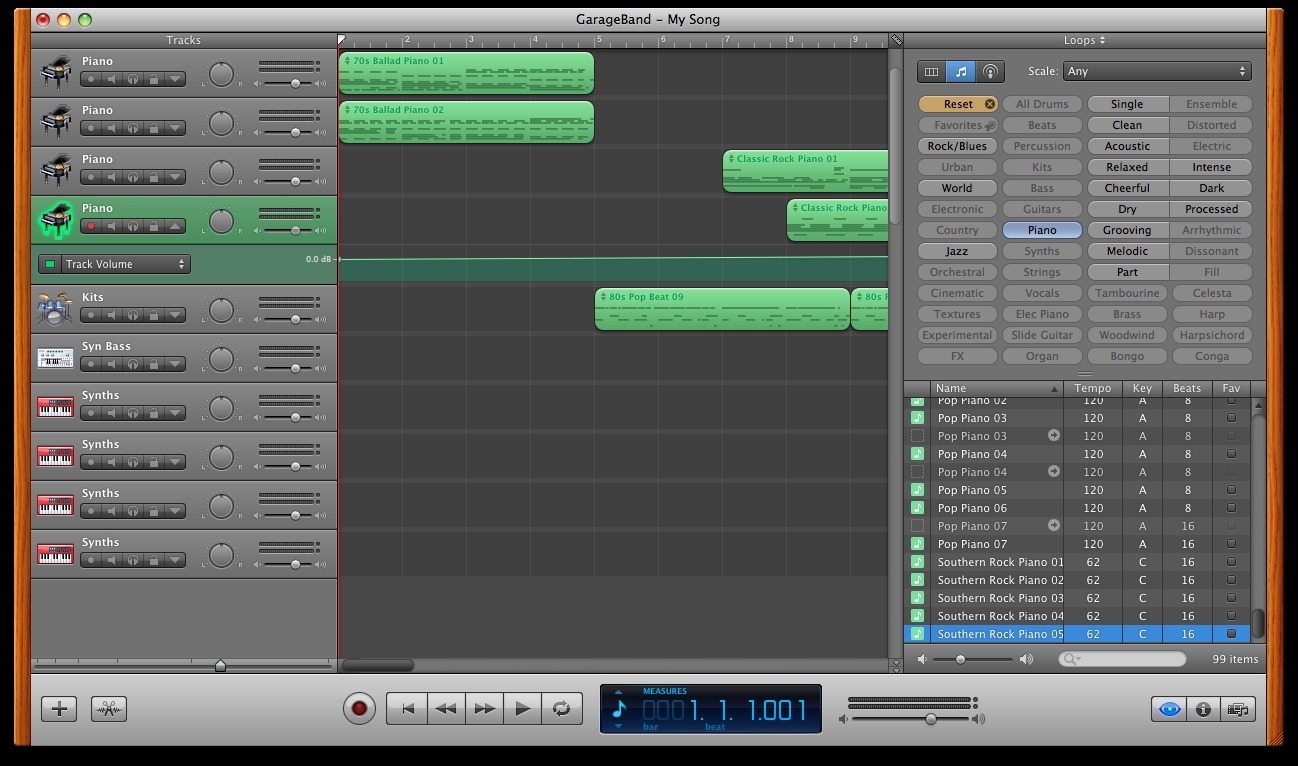 GarageBand – My Song
Tracks
2 3 4 5 6 7 8 9
Loops
Piano
L R
70s Ballad Piano 01
Piano
L R
70s Ballad Piano 02
Piano
L R
Classic Rock Piano 01
Piano
L R
Classic Rock Piano
Track Volume
0.0 dB
Kits
L R
80s Pop Beat 09
80s
Syn Bass
L R
Synths
L R
Synths
L R
Synths
L R
Synths
L R
Scale: Any
Reset All Drums Single Ensemble
Favorites Beats Clean Distorted
Rock/Blues Percussion Acoustic Electric
Urban Kits Relaxed Intense
World Bass Cheerful Dark
Electronic Guitars Dry Processed
Country Piano Grooving Arrhythmic
Jazz Synths Melodic Dissonant
Orchestral Strings Part Fill
Cinematic Vocals Tambourine Celesta
Textures Elec Piano Brass Harp
Experimental Slide Guitar Woodwind Harpsichord
FX Organ Bongo Conga
Name Tempo Key Beats Fav
Pop Piano 02 120 A 8
Pop Piano 03 120 A 8
Pop Piano 03 120 A 8
Pop Piano 04 120 A 8
Pop Piano 04 120 A 8
Pop Piano 05 120 A 8
Pop Piano 06 120 A 8
Pop Piano 07 120 A 16
Pop Piano 07 120 A 16
Southern Rock Piano 01 62 C 16
Southern Rock Piano 02 62 C 16
Southern Rock Piano 03 62 C 16
Southern Rock Piano 04 62 C 16
Southern Rock Piano 05 62 C 16
99 items
MEASURES
0001. 1. 1.001
bar beat